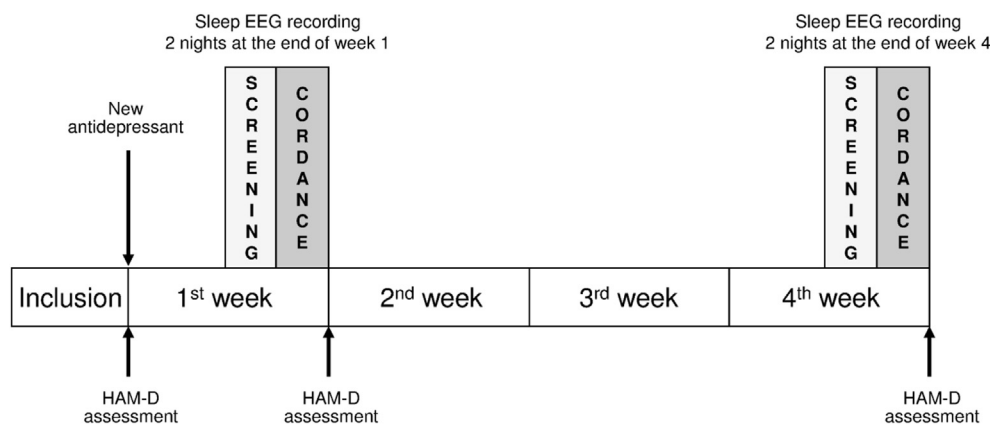 Sleep EEG recording
2 nights at the end of week 1
Sleep EEG recording
2 nights at the end of week 4
New
antidepressant
SCREENING
CORDANCE
SCREENING
CORDANCE
Inclusion
1st week
2nd week
3rd week
4th week
HAM-D
assessment
HAM-D
assessment
HAM-D
assessment